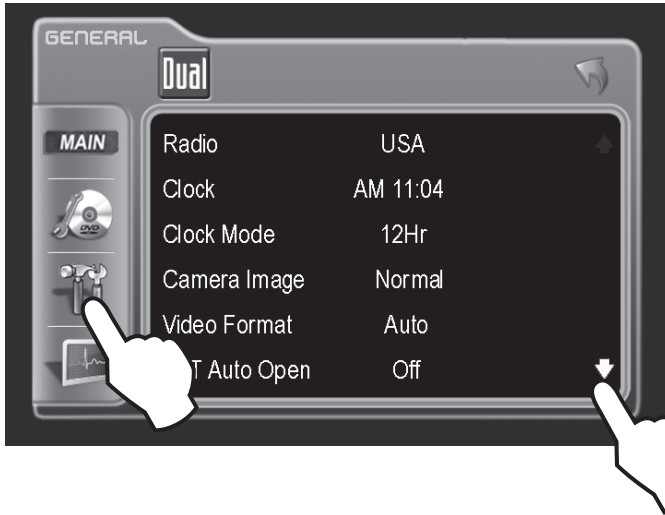 GENERAL
Dual
MAIN
Radio USA
Clock AM 11:04
Clock Mode 12Hr
DVD
Camera Image Normal
Video Format Auto
T Auto Open Off